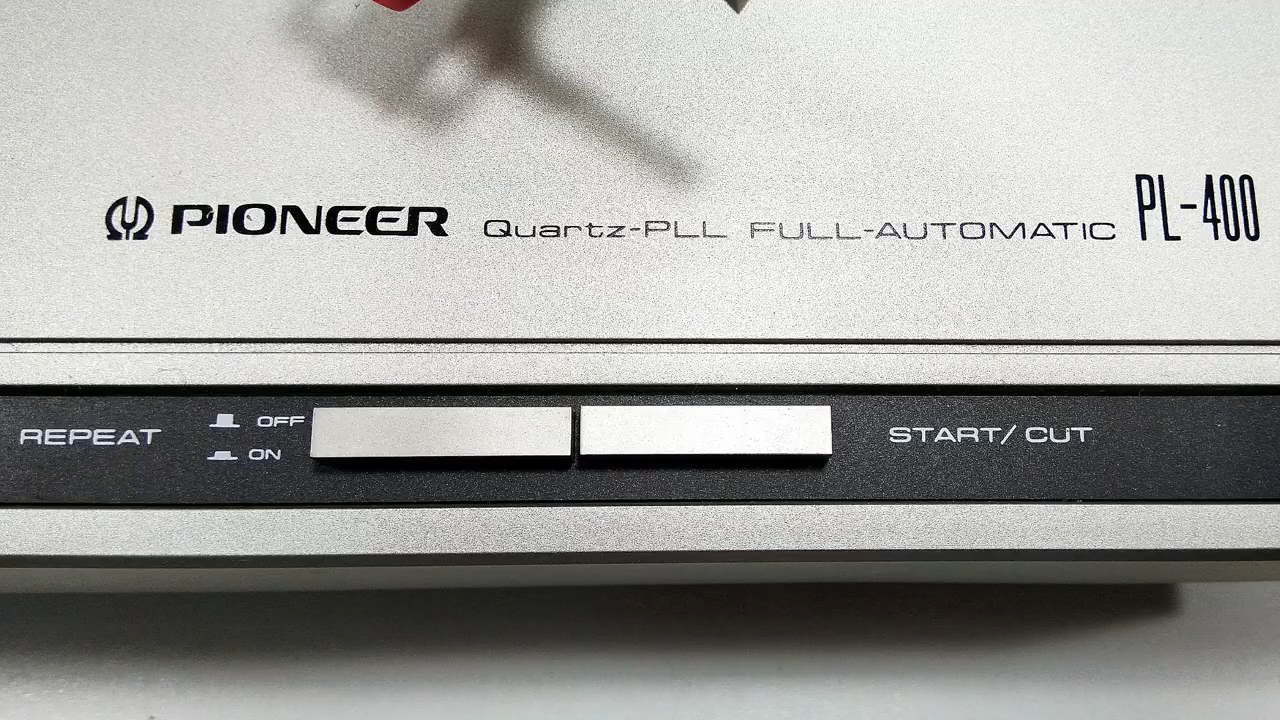 PIONEER Quartz-PLL FULL-AUTOMATIC PL-400
REPEAT OFF START/CUT
ON